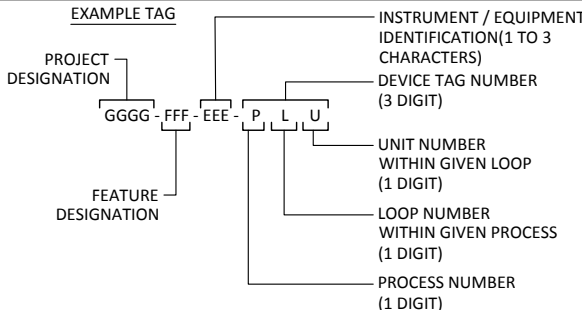 EXAMPLE TAG
INSTRUMENT / EQUIPMENT
IDENTIFICATION(1 TO 3
CHARACTERS)
PROJECT
DESIGNATION
DEVICE TAG NUMBER
(3 DIGIT)
GGGG - FFF - EEE - P L U
UNIT NUMBER
WITHIN GIVEN LOOP
(1 DIGIT)
FEATURE
DESIGNATION
LOOP NUMBER
WITHIN GIVEN PROCESS
(1 DIGIT)
PROCESS NUMBER
(1 DIGIT)